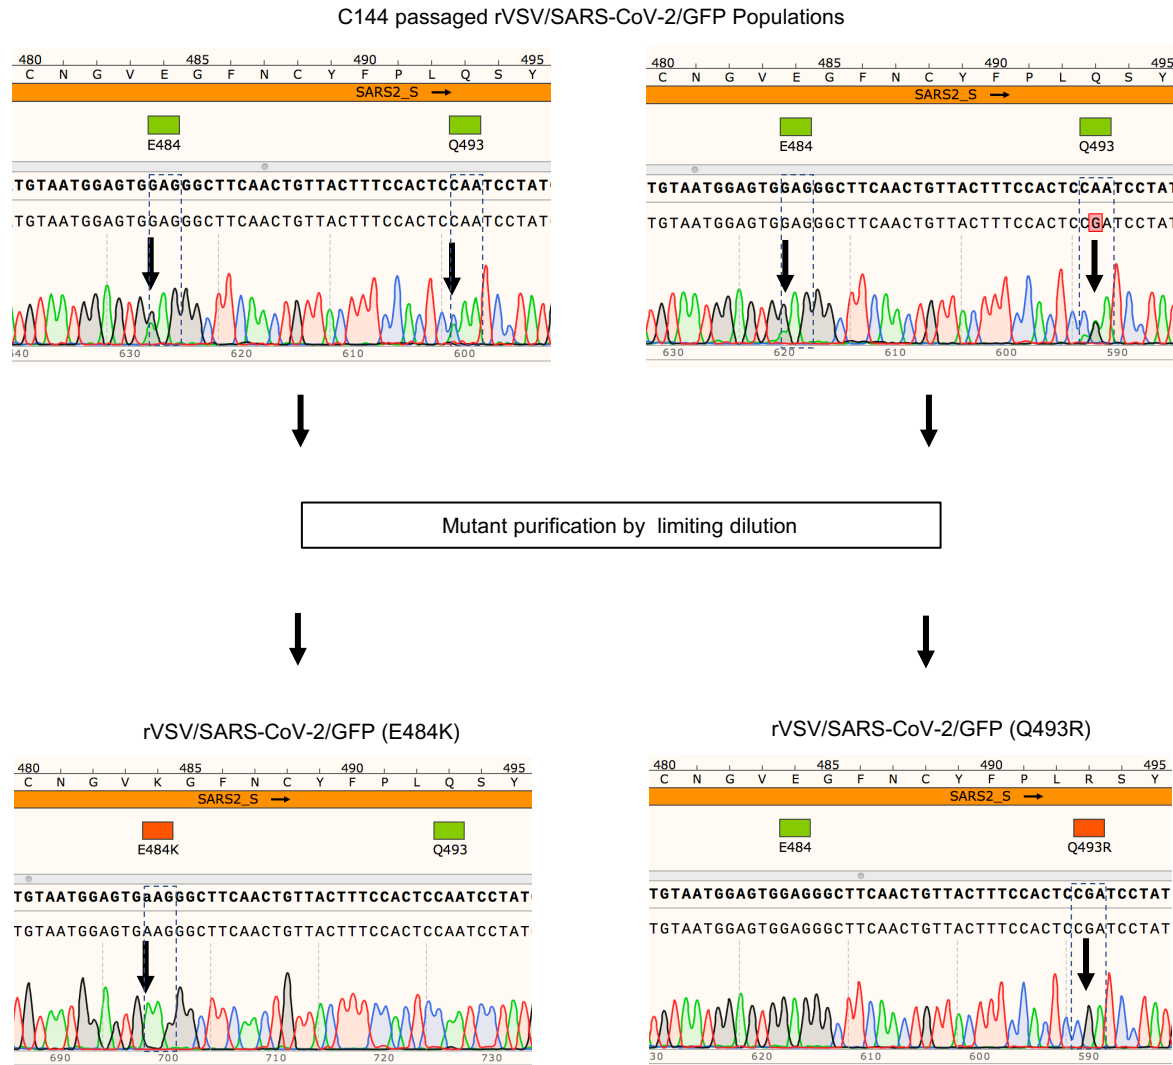 C144 passaged rVSV/SARS-CoV-2/GFP Populations
480 485 490 495
C N G V E G F N C Y F P L Q S Y
SARS2_S
E484 Q493
.TGTAATGGAGTGGAGGGCTTCAACTGTTACTTTCCACTCCAATCCTAT
.TGTAATGGAGTGGAGGGCTTCAACTGTTACTTTCCACTCCAATCCTAT
640 630 620 610 600
480 485 490 495
C N G V E G F N C Y F P L Q S Y
SARS2_S
E484 Q493
TGTAATGGAGTGGAGGGCTTCAACTGTTACTTTCCACTCCAATCCTAT
TGTAATGGAGTGGAGGGCTTCAACTGTTACTTTCCACTCCGATCCTAT
630 620 610 600 590
Mutant purification by limiting dilution
rVSV/SARS-CoV-2/GFP (E484K)
480 485 490 495
C N G V K G F N C Y F P L Q S Y
SARS2_S
E484K Q493
TGTAATGGAGTGaAGGGCTTCAACTGTTACTTTCCACTCCAATCCTAT
TGTAATGGAGTGAAGGGCTTCAACTGTTACTTTCCACTCCAATCCTAT
690 700 710 720 730
rVSV/SARS-CoV-2/GFP (Q493R)
480 485 490 495
C N G V E G F N C Y F P L R S Y
SARS2_S
E484 Q493R
TGTAATGGAGTGGAGGGCTTCAACTGTTACTTTCCACTCCGATCCTAT
TGTAATGGAGTGGAGGGCTTCAACTGTTACTTTCCACTCCGATCCTAT
30 620 610 600 590